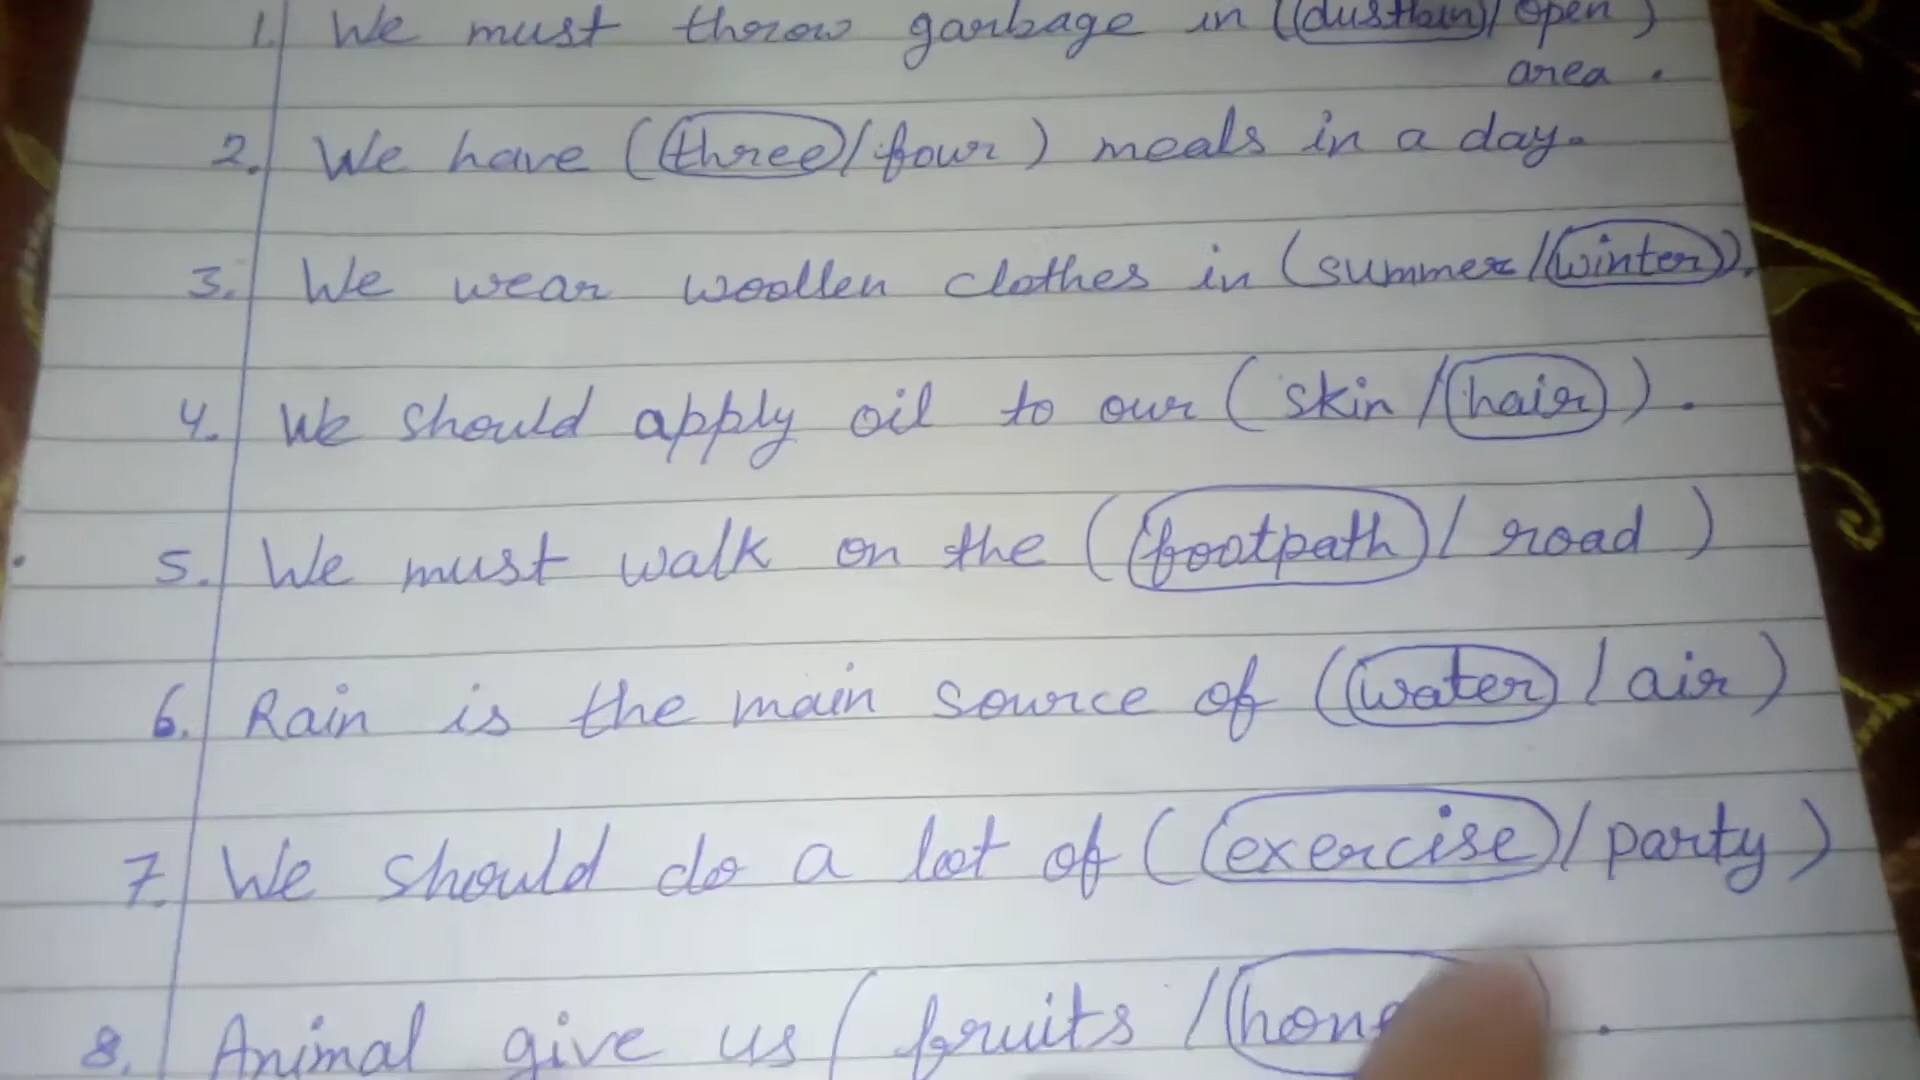 1. We must throw garbage in (dustbin/open)
area.
2. We have (three/four) meals in a day.
3. We wear woollen clothes in (summer/winter).
4. We should apply oil to our (skin/hair).
5. We must walk on the (footpath/road)
6. Rain is the main source of (water/air)
7. We should do a lot of (exercise/party)
8. Animal give us (fruits/